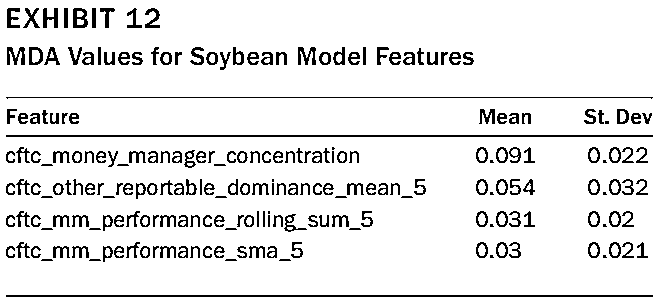 EXHIBIT 12
MDA Values for Soybean Model Features
Feature Mean St. Dev
cftc_money_manager_concentration 0.091 0.022
cftc_other_reportable_dominance_mean_5 0.054 0.032
cftc_mm_performance_rolling_sum_5 0.031 0.02
cftc_mm_performance_sma_5 0.03 0.021